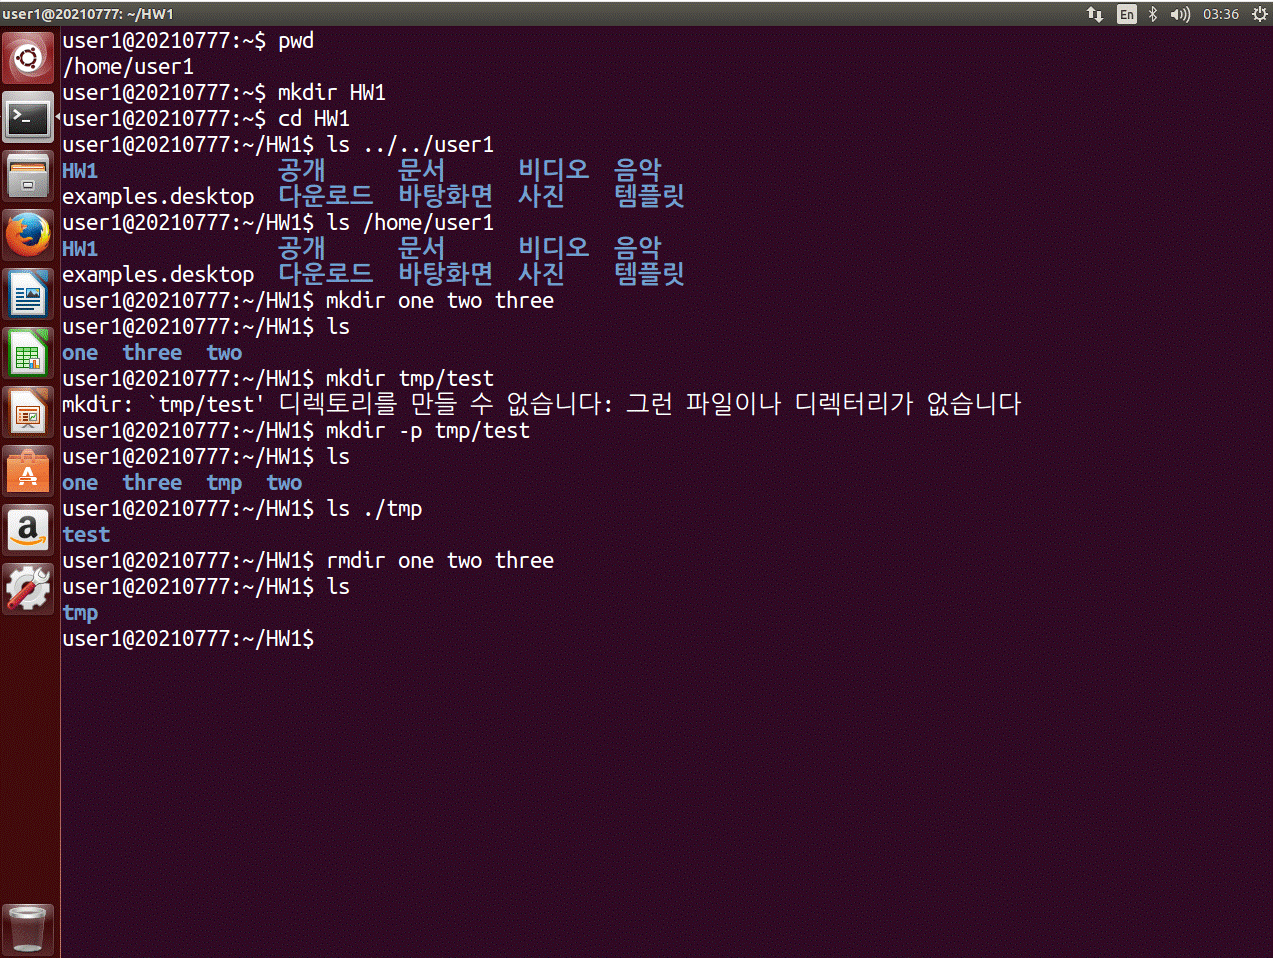 user1@20210777: ~/HW1
En
03:36
user1@20210777:~$ pwd
/home/user1
user1@20210777:~$ mkdir HW1
user1@20210777:~$ cd HW1
user1@20210777:~/HW1$ ls ../../user1
HW1 공개 문서 비디오 음악
examples.desktop 다운로드 바탕화면 사진 템플릿
user1@20210777:~/HW1$ ls /home/user1
HW1 공개 문서 비디오 음악
examples.desktop 다운로드 바탕화면 사진 템플릿
user1@20210777:~/HW1$ mkdir one two three
user1@20210777:~/HW1$ ls
one three two
user1@20210777:~/HW1$ mkdir tmp/test
mkdir: `tmp/test' 디렉토리를 만들 수 없습니다: 그런 파일이나 디렉터리가 없습니다
user1@20210777:~/HW1$ mkdir -p tmp/test
user1@20210777:~/HW1$ ls
one three tmp two
user1@20210777:~/HW1$ ls ./tmp
test
user1@20210777:~/HW1$ rmdir one two three
user1@20210777:~/HW1$ ls
tmp
user1@20210777:~/HW1$